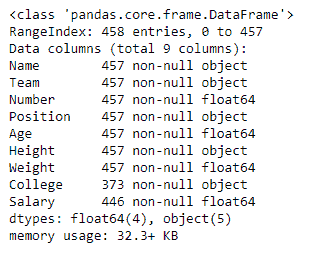 <class 'pandas.core.frame.DataFrame'>
RangeIndex: 458 entries, 0 to 457
Data columns (total 9 columns):
Name        457 non-null object
Team        457 non-null object
Number      457 non-null float64
Position    457 non-null object
Age         457 non-null float64
Height      457 non-null object
Weight      457 non-null float64
College     373 non-null object
Salary      446 non-null float64
dtypes: float64(4), object(5)
memory usage: 32.3+ KB